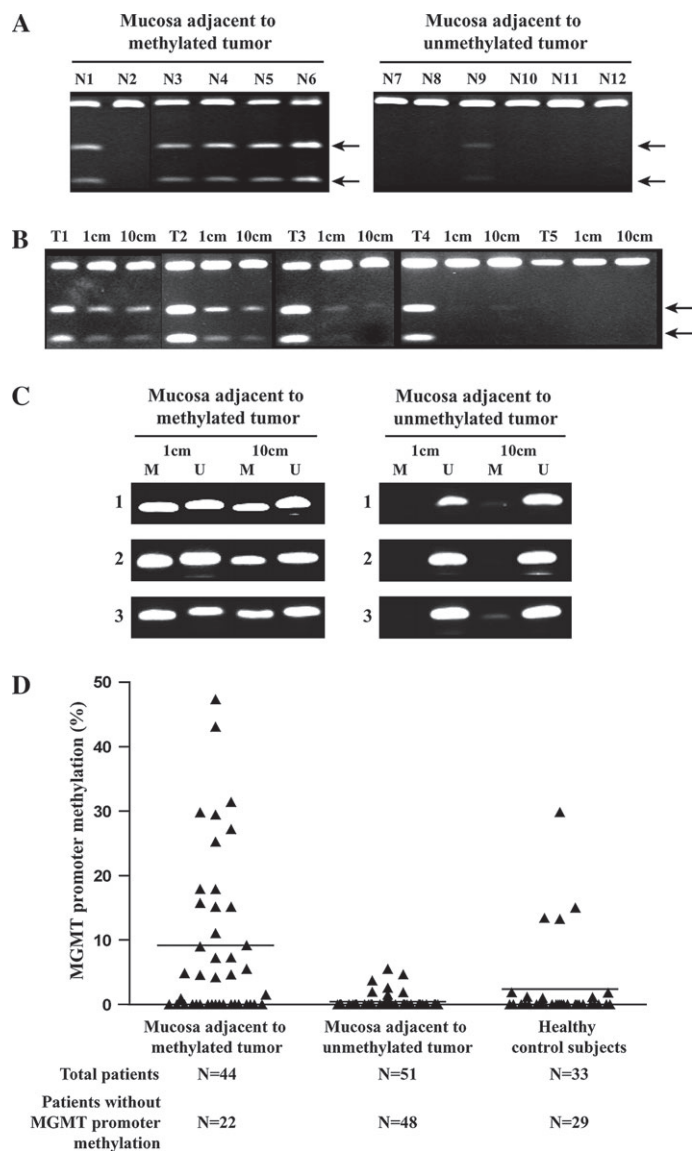 A
Mucosa adjacent to
methylated tumor
Mucosa adjacent to
unmethylated tumor
N1 N2 N3 N4 N5 N6
N7 N8 N9 N10 N11 N12
B
T1 1cm 10cm T2 1cm 10cm T3 1cm 10cm T4 1cm 10cm T5 1cm 10cm
C
Mucosa adjacent to
methylated tumor
Mucosa adjacent to
unmethylated tumor
1cm 10cm
1cm 10cm
M U M U
M U M U
1
1
2
2
3
3
D
MGMT promoter methylation (%)
50
40
30
20
10
0
Mucosa adjacent to
methylated tumor
Mucosa adjacent to
unmethylated tumor
Healthy
control subjects
Total patients N=44 N=51 N=33
Patients without
MGMT promoter N=22 N=48 N=29
methylation